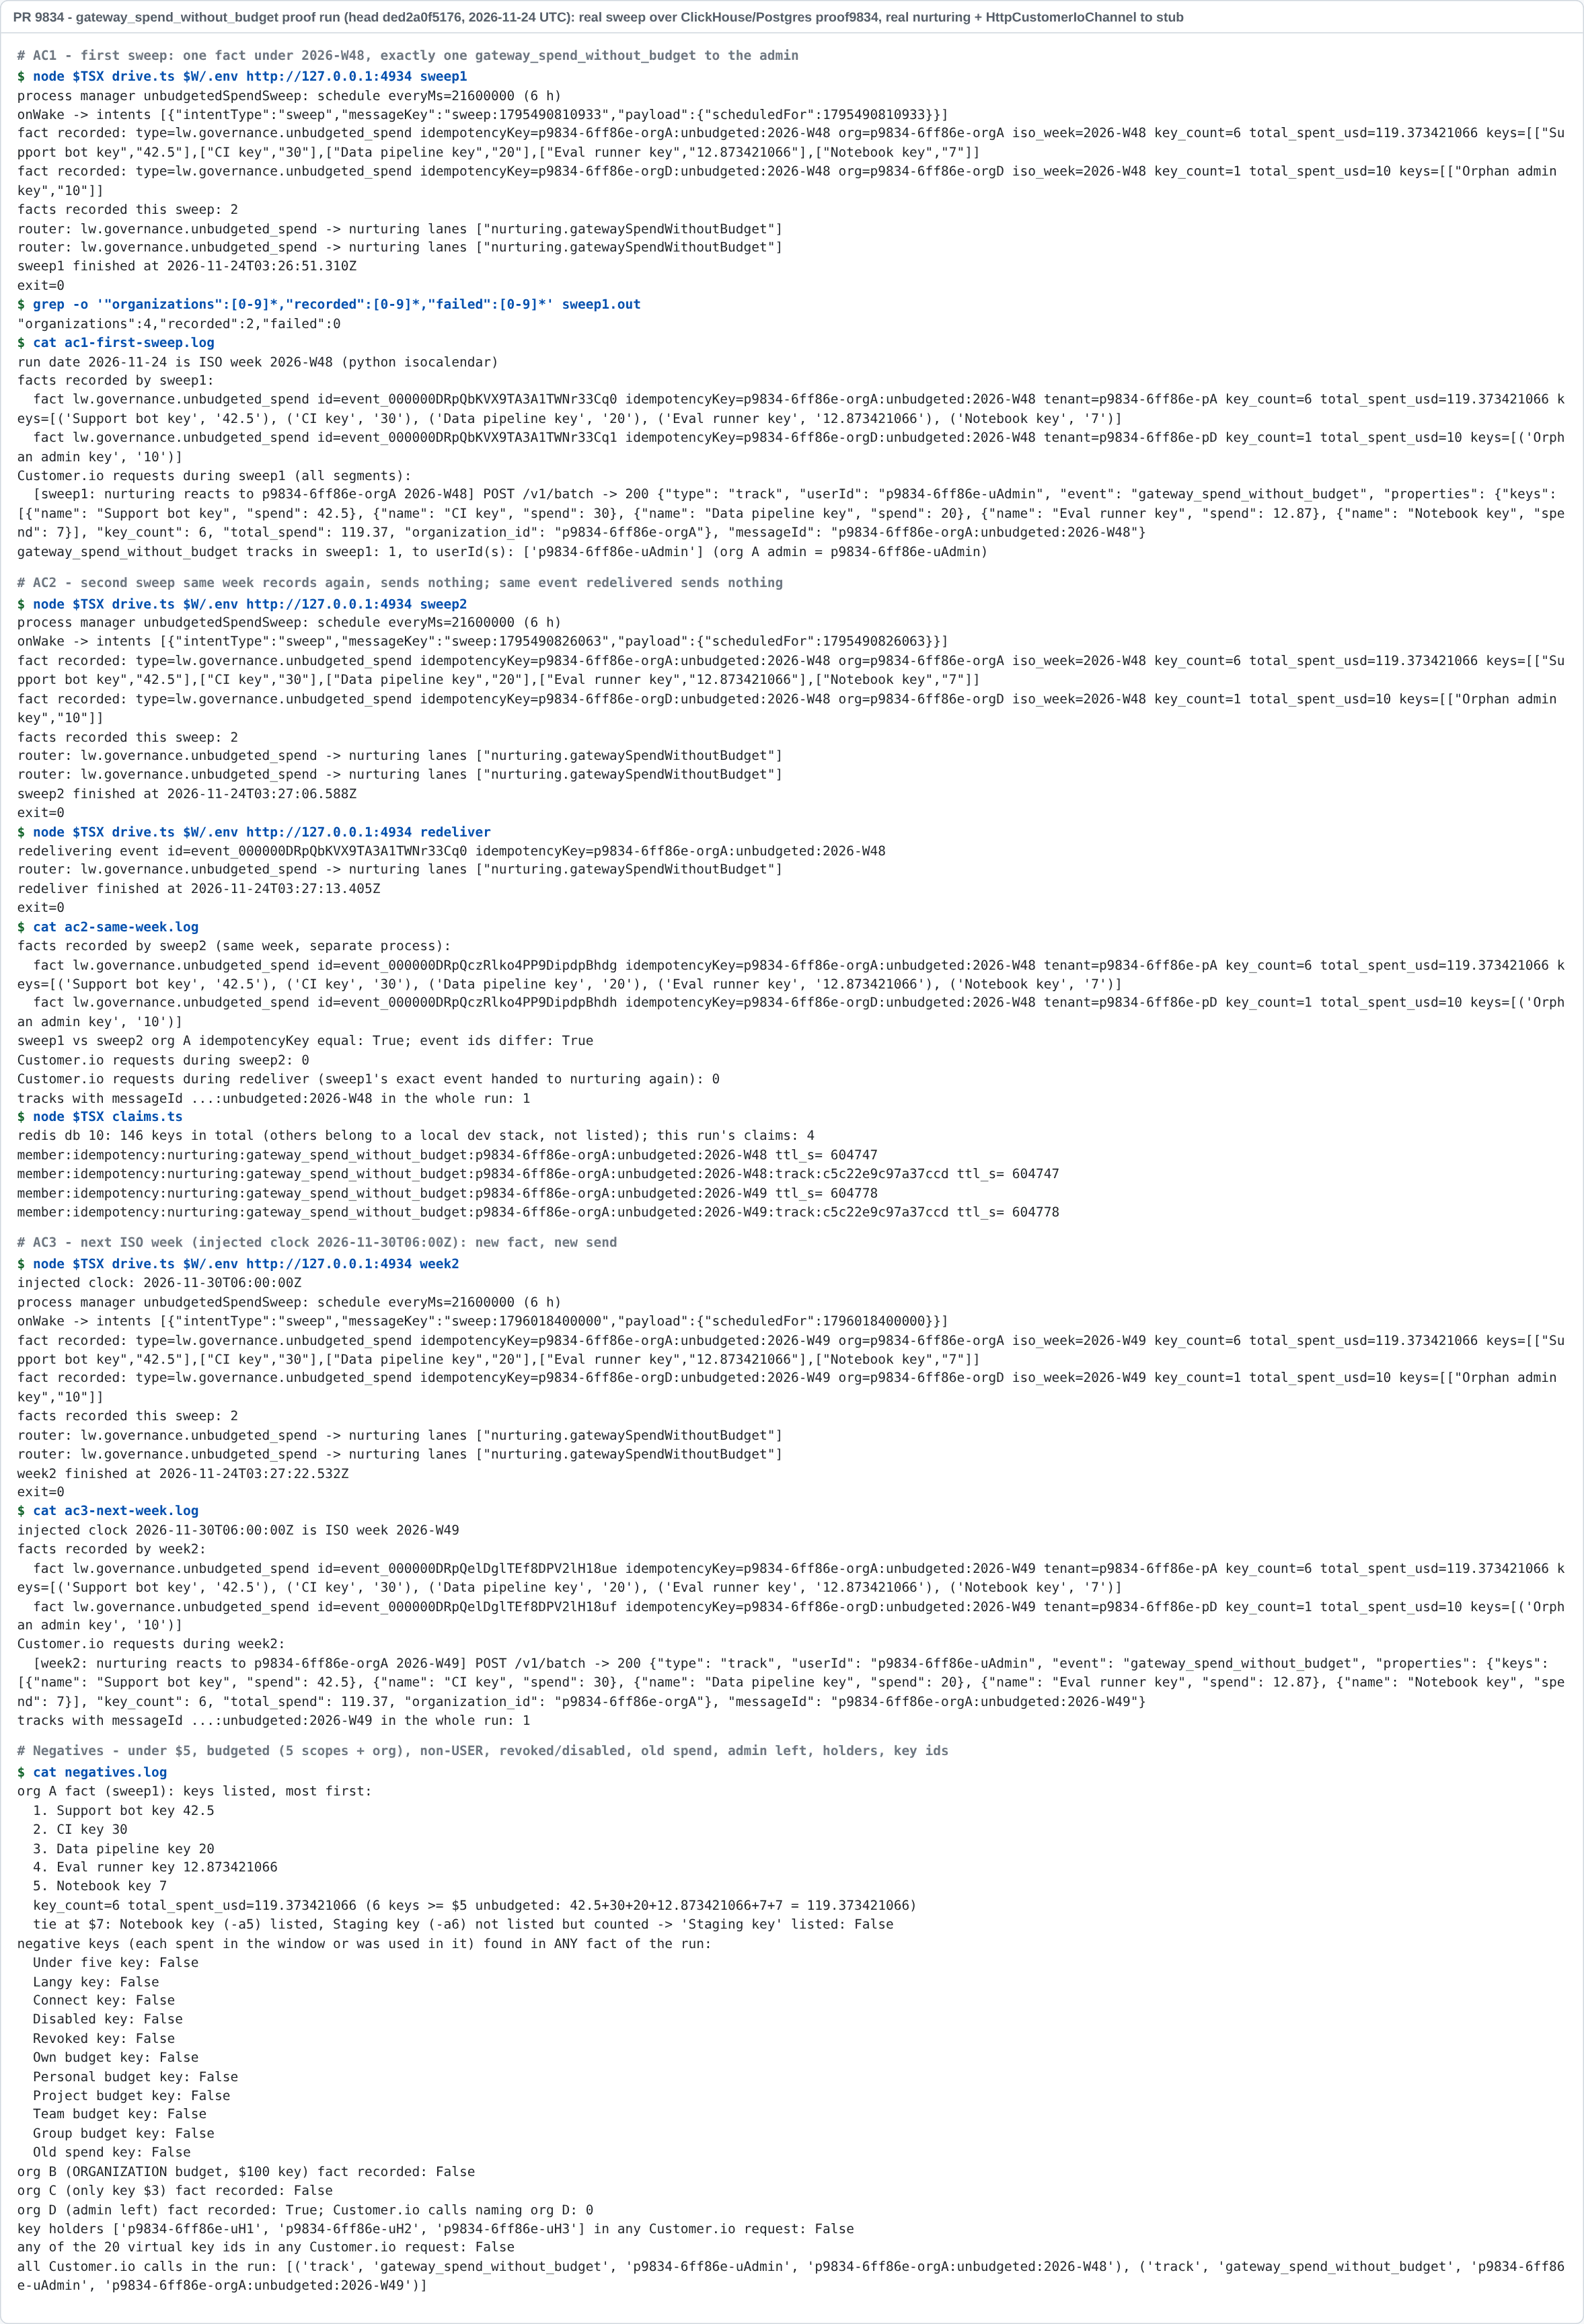 PR 9834 - gateway_spend_without_budget proof run (head ded2a0f5176, 2026-11-24 UTC): real sweep over ClickHouse/Postgres proof9834, real nurturing + HttpCustomerIoChannel to stub
# AC1 - first sweep: one fact under 2026-W48, exactly one gateway_spend_without_budget to the admin
$ node $TSX drive.ts $W/.env http://127.0.0.1:4934 sweep1
process manager unbudgetedSpendSweep: schedule everyMs=21600000 (6 h)
onWake -> intents [{"intentType":"sweep","messageKey":"sweep:1795490810933","payload":{"scheduledFor":1795490810933}}]
fact recorded: type=lw.governance.unbudgeted_spend idempotencyKey=p9834-6ff86e-orgA:unbudgeted:2026-W48 org=p9834-6ff86e-orgA iso_week=2026-W48 key_count=6 total_spent_usd=119.373421066 keys=[["Su
pport bot key","42.5"],["CI key","30"],["Data pipeline key","20"],["Eval runner key","12.873421066"],["Notebook key","7"]]
fact recorded: type=lw.governance.unbudgeted_spend idempotencyKey=p9834-6ff86e-orgD:unbudgeted:2026-W48 org=p9834-6ff86e-orgD iso_week=2026-W48 key_count=1 total_spent_usd=10 keys=[["Orphan admin
key","10"]]
facts recorded this sweep: 2
router: lw.governance.unbudgeted_spend -> nurturing lanes ["nurturing.gatewaySpendWithoutBudget"]
router: lw.governance.unbudgeted_spend -> nurturing lanes ["nurturing.gatewaySpendWithoutBudget"]
sweep1 finished at 2026-11-24T03:26:51.310Z
exit=0
$ grep -o '"organizations":[0-9]*,"recorded":[0-9]*,"failed":[0-9]*' sweep1.out
"organizations":4,"recorded":2,"failed":0
$ cat ac1-first-sweep.log
run date 2026-11-24 is ISO week 2026-W48 (python isocalendar)
facts recorded by sweep1:
  fact lw.governance.unbudgeted_spend id=event_000000DRpQbKVX9TA3A1TWNr33Cq0 idempotencyKey=p9834-6ff86e-orgA:unbudgeted:2026-W48 tenant=p9834-6ff86e-pA key_count=6 total_spent_usd=119.373421066 k
eys=[('Support bot key', '42.5'), ('CI key', '30'), ('Data pipeline key', '20'), ('Eval runner key', '12.873421066'), ('Notebook key', '7')]
  fact lw.governance.unbudgeted_spend id=event_000000DRpQbKVX9TA3A1TWNr33Cq1 idempotencyKey=p9834-6ff86e-orgD:unbudgeted:2026-W48 tenant=p9834-6ff86e-pD key_count=1 total_spent_usd=10 keys=[('Orph
an admin key', '10')]
Customer.io requests during sweep1 (all segments):
  [sweep1: nurturing reacts to p9834-6ff86e-orgA 2026-W48] POST /v1/batch -> 200 {"type": "track", "userId": "p9834-6ff86e-uAdmin", "event": "gateway_spend_without_budget", "properties": {"keys":
[{"name": "Support bot key", "spend": 42.5}, {"name": "CI key", "spend": 30}, {"name": "Data pipeline key", "spend": 20}, {"name": "Eval runner key", "spend": 12.87}, {"name": "Notebook key", "spe
nd": 7}], "key_count": 6, "total_spend": 119.37, "organization_id": "p9834-6ff86e-orgA"}, "messageId": "p9834-6ff86e-orgA:unbudgeted:2026-W48"}
gateway_spend_without_budget tracks in sweep1: 1, to userId(s): ['p9834-6ff86e-uAdmin'] (org A admin = p9834-6ff86e-uAdmin)
# AC2 - second sweep same week records again, sends nothing; same event redelivered sends nothing
$ node $TSX drive.ts $W/.env http://127.0.0.1:4934 sweep2
process manager unbudgetedSpendSweep: schedule everyMs=21600000 (6 h)
onWake -> intents [{"intentType":"sweep","messageKey":"sweep:1795490826063","payload":{"scheduledFor":1795490826063}}]
fact recorded: type=lw.governance.unbudgeted_spend idempotencyKey=p9834-6ff86e-orgA:unbudgeted:2026-W48 org=p9834-6ff86e-orgA iso_week=2026-W48 key_count=6 total_spent_usd=119.373421066 keys=[["Su
pport bot key","42.5"],["CI key","30"],["Data pipeline key","20"],["Eval runner key","12.873421066"],["Notebook key","7"]]
fact recorded: type=lw.governance.unbudgeted_spend idempotencyKey=p9834-6ff86e-orgD:unbudgeted:2026-W48 org=p9834-6ff86e-orgD iso_week=2026-W48 key_count=1 total_spent_usd=10 keys=[["Orphan admin
key","10"]]
facts recorded this sweep: 2
router: lw.governance.unbudgeted_spend -> nurturing lanes ["nurturing.gatewaySpendWithoutBudget"]
router: lw.governance.unbudgeted_spend -> nurturing lanes ["nurturing.gatewaySpendWithoutBudget"]
sweep2 finished at 2026-11-24T03:27:06.588Z
exit=0
$ node $TSX drive.ts $W/.env http://127.0.0.1:4934 redeliver
redelivering event id=event_000000DRpQbKVX9TA3A1TWNr33Cq0 idempotencyKey=p9834-6ff86e-orgA:unbudgeted:2026-W48
router: lw.governance.unbudgeted_spend -> nurturing lanes ["nurturing.gatewaySpendWithoutBudget"]
redeliver finished at 2026-11-24T03:27:13.405Z
exit=0
$ cat ac2-same-week.log
facts recorded by sweep2 (same week, separate process):
  fact lw.governance.unbudgeted_spend id=event_000000DRpQczRlko4PP9DipdpBhdg idempotencyKey=p9834-6ff86e-orgA:unbudgeted:2026-W48 tenant=p9834-6ff86e-pA key_count=6 total_spent_usd=119.373421066 k
eys=[('Support bot key', '42.5'), ('CI key', '30'), ('Data pipeline key', '20'), ('Eval runner key', '12.873421066'), ('Notebook key', '7')]
  fact lw.governance.unbudgeted_spend id=event_000000DRpQczRlko4PP9DipdpBhdh idempotencyKey=p9834-6ff86e-orgD:unbudgeted:2026-W48 tenant=p9834-6ff86e-pD key_count=1 total_spent_usd=10 keys=[('Orph
an admin key', '10')]
sweep1 vs sweep2 org A idempotencyKey equal: True; event ids differ: True
Customer.io requests during sweep2: 0
Customer.io requests during redeliver (sweep1's exact event handed to nurturing again): 0
tracks with messageId ...:unbudgeted:2026-W48 in the whole run: 1
$ node $TSX claims.ts
redis db 10: 146 keys in total (others belong to a local dev stack, not listed); this run's claims: 4
member:idempotency:nurturing:gateway_spend_without_budget:p9834-6ff86e-orgA:unbudgeted:2026-W48 ttl_s= 604747
member:idempotency:nurturing:gateway_spend_without_budget:p9834-6ff86e-orgA:unbudgeted:2026-W48:track:c5c22e9c97a37ccd ttl_s= 604747
member:idempotency:nurturing:gateway_spend_without_budget:p9834-6ff86e-orgA:unbudgeted:2026-W49 ttl_s= 604778
member:idempotency:nurturing:gateway_spend_without_budget:p9834-6ff86e-orgA:unbudgeted:2026-W49:track:c5c22e9c97a37ccd ttl_s= 604778
# AC3 - next ISO week (injected clock 2026-11-30T06:00Z): new fact, new send
$ node $TSX drive.ts $W/.env http://127.0.0.1:4934 week2
injected clock: 2026-11-30T06:00:00Z
process manager unbudgetedSpendSweep: schedule everyMs=21600000 (6 h)
onWake -> intents [{"intentType":"sweep","messageKey":"sweep:1796018400000","payload":{"scheduledFor":1796018400000}}]
fact recorded: type=lw.governance.unbudgeted_spend idempotencyKey=p9834-6ff86e-orgA:unbudgeted:2026-W49 org=p9834-6ff86e-orgA iso_week=2026-W49 key_count=6 total_spent_usd=119.373421066 keys=[["Su
pport bot key","42.5"],["CI key","30"],["Data pipeline key","20"],["Eval runner key","12.873421066"],["Notebook key","7"]]
fact recorded: type=lw.governance.unbudgeted_spend idempotencyKey=p9834-6ff86e-orgD:unbudgeted:2026-W49 org=p9834-6ff86e-orgD iso_week=2026-W49 key_count=1 total_spent_usd=10 keys=[["Orphan admin
key","10"]]
facts recorded this sweep: 2
router: lw.governance.unbudgeted_spend -> nurturing lanes ["nurturing.gatewaySpendWithoutBudget"]
router: lw.governance.unbudgeted_spend -> nurturing lanes ["nurturing.gatewaySpendWithoutBudget"]
week2 finished at 2026-11-24T03:27:22.532Z
exit=0
$ cat ac3-next-week.log
injected clock 2026-11-30T06:00:00Z is ISO week 2026-W49
facts recorded by week2:
  fact lw.governance.unbudgeted_spend id=event_000000DRpQelDglTEf8DPV2lH18ue idempotencyKey=p9834-6ff86e-orgA:unbudgeted:2026-W49 tenant=p9834-6ff86e-pA key_count=6 total_spent_usd=119.373421066 k
eys=[('Support bot key', '42.5'), ('CI key', '30'), ('Data pipeline key', '20'), ('Eval runner key', '12.873421066'), ('Notebook key', '7')]
  fact lw.governance.unbudgeted_spend id=event_000000DRpQelDglTEf8DPV2lH18uf idempotencyKey=p9834-6ff86e-orgD:unbudgeted:2026-W49 tenant=p9834-6ff86e-pD key_count=1 total_spent_usd=10 keys=[('Orph
an admin key', '10')]
Customer.io requests during week2:
  [week2: nurturing reacts to p9834-6ff86e-orgA 2026-W49] POST /v1/batch -> 200 {"type": "track", "userId": "p9834-6ff86e-uAdmin", "event": "gateway_spend_without_budget", "properties": {"keys":
[{"name": "Support bot key", "spend": 42.5}, {"name": "CI key", "spend": 30}, {"name": "Data pipeline key", "spend": 20}, {"name": "Eval runner key", "spend": 12.87}, {"name": "Notebook key", "spe
nd": 7}], "key_count": 6, "total_spend": 119.37, "organization_id": "p9834-6ff86e-orgA"}, "messageId": "p9834-6ff86e-orgA:unbudgeted:2026-W49"}
tracks with messageId ...:unbudgeted:2026-W49 in the whole run: 1
# Negatives - under $5, budgeted (5 scopes + org), non-USER, revoked/disabled, old spend, admin left, holders, key ids
$ cat negatives.log
org A fact (sweep1): keys listed, most first:
  1. Support bot key 42.5
  2. CI key 30
  3. Data pipeline key 20
  4. Eval runner key 12.873421066
  5. Notebook key 7
  key_count=6 total_spent_usd=119.373421066 (6 keys >= $5 unbudgeted: 42.5+30+20+12.873421066+7+7 = 119.373421066)
  tie at $7: Notebook key (-a5) listed, Staging key (-a6) not listed but counted -> 'Staging key' listed: False
negative keys (each spent in the window or was used in it) found in ANY fact of the run:
  Under five key: False
  Langy key: False
  Connect key: False
  Disabled key: False
  Revoked key: False
  Own budget key: False
  Personal budget key: False
  Project budget key: False
  Team budget key: False
  Group budget key: False
  Old spend key: False
org B (ORGANIZATION budget, $100 key) fact recorded: False
org C (only key $3) fact recorded: False
org D (admin left) fact recorded: True; Customer.io calls naming org D: 0
key holders ['p9834-6ff86e-uH1', 'p9834-6ff86e-uH2', 'p9834-6ff86e-uH3'] in any Customer.io request: False
any of the 20 virtual key ids in any Customer.io request: False
all Customer.io calls in the run: [('track', 'gateway_spend_without_budget', 'p9834-6ff86e-uAdmin', 'p9834-6ff86e-orgA:unbudgeted:2026-W48'), ('track', 'gateway_spend_without_budget', 'p9834-6ff86
e-uAdmin', 'p9834-6ff86e-orgA:unbudgeted:2026-W49')]